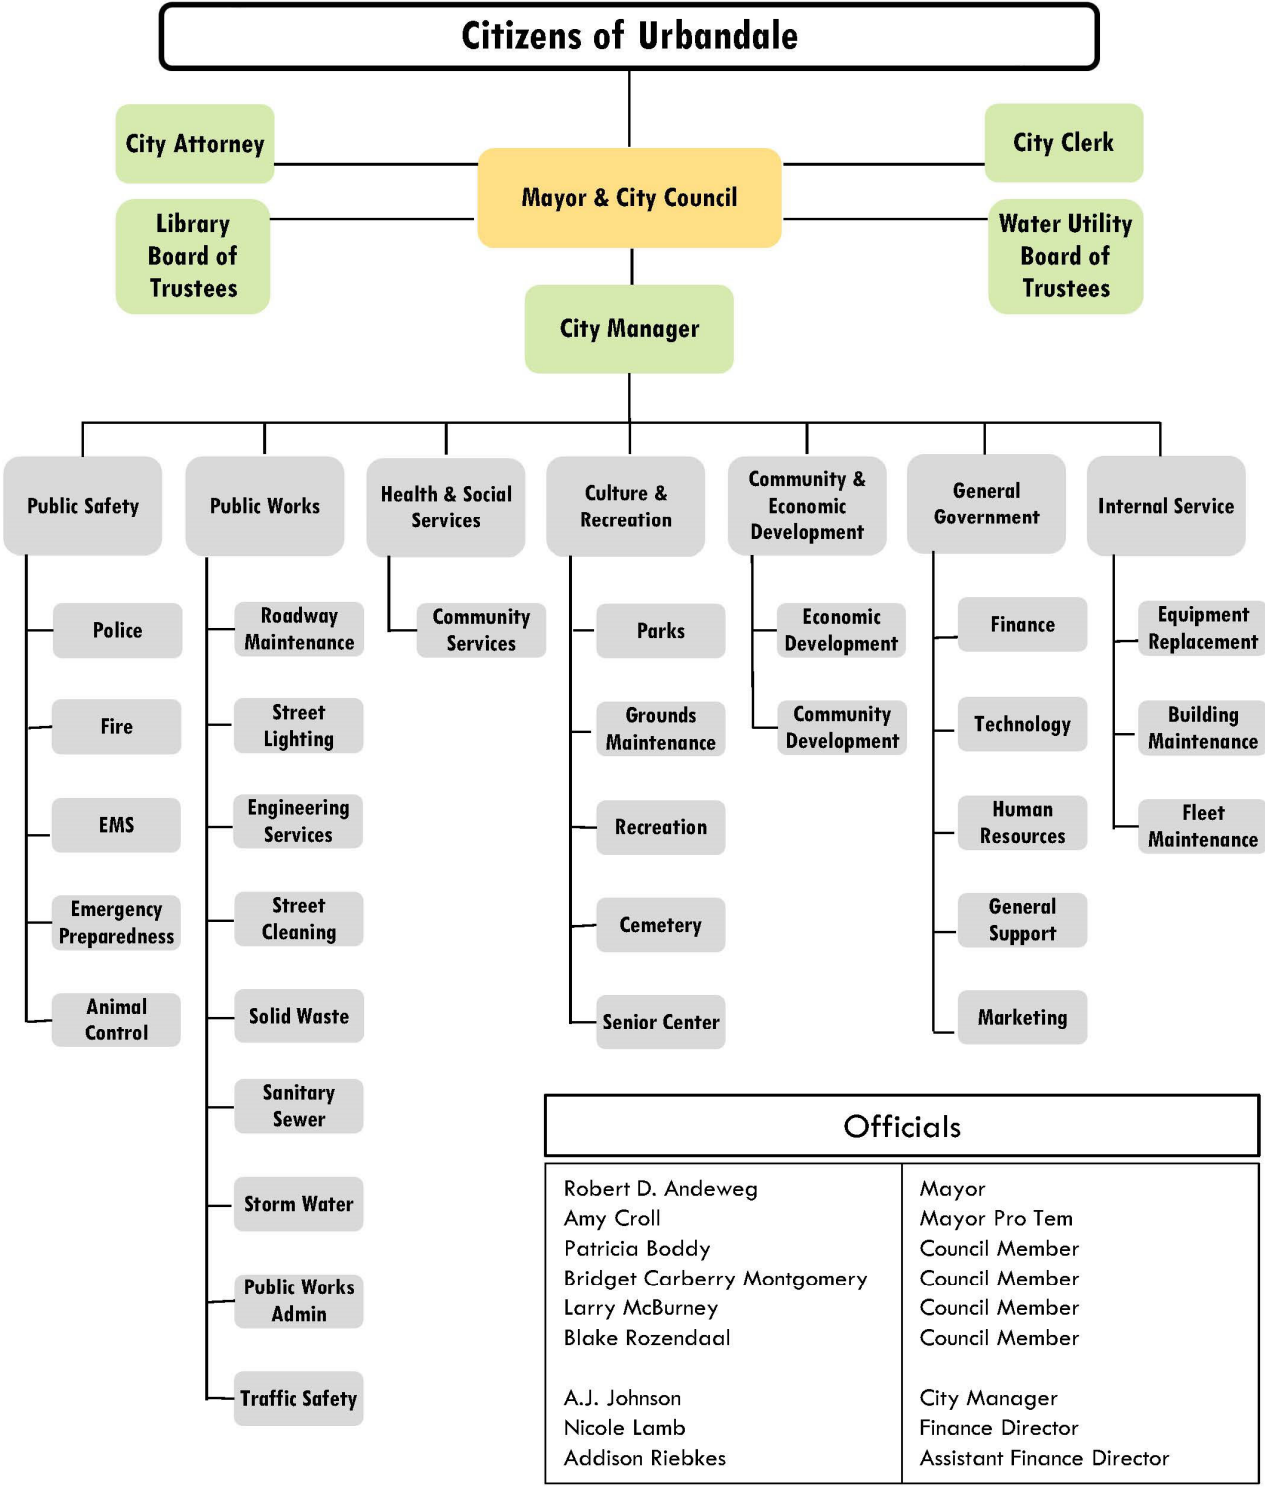 Citizens of Urbandale
City Attorney
City Clerk
Mayor & City Council
Library
Board of
Trustees
Water Utility
Board of
Trustees
City Manager
Public Safety
Public Works
Health & Social
Services
Culture &
Recreation
Community &
Economic
Development
General
Government
Internal Service
Police
Fire
EMS
Emergency
Preparedness
Animal
Control
Roadway
Maintenance
Street
Lighting
Engineering
Services
Street
Cleaning
Solid Waste
Sanitary
Sewer
Storm Water
Public Works
Admin
Traffic Safety
Community
Services
Parks
Grounds
Maintenance
Recreation
Cemetery
Senior Center
Economic
Development
Community
Development
Finance
Technology
Human
Resources
General
Support
Marketing
Equipment
Replacement
Building
Maintenance
Fleet
Maintenance
Officials
Robert D. Andeweg Mayor
Amy Croll Mayor Pro Tem
Patricia Boddy Council Member
Bridget Carberry Montgomery Council Member
Larry McBurney Council Member
Blake Rozendaal Council Member
A.J. Johnson City Manager
Nicole Lamb Finance Director
Addison Riebkes Assistant Finance Director